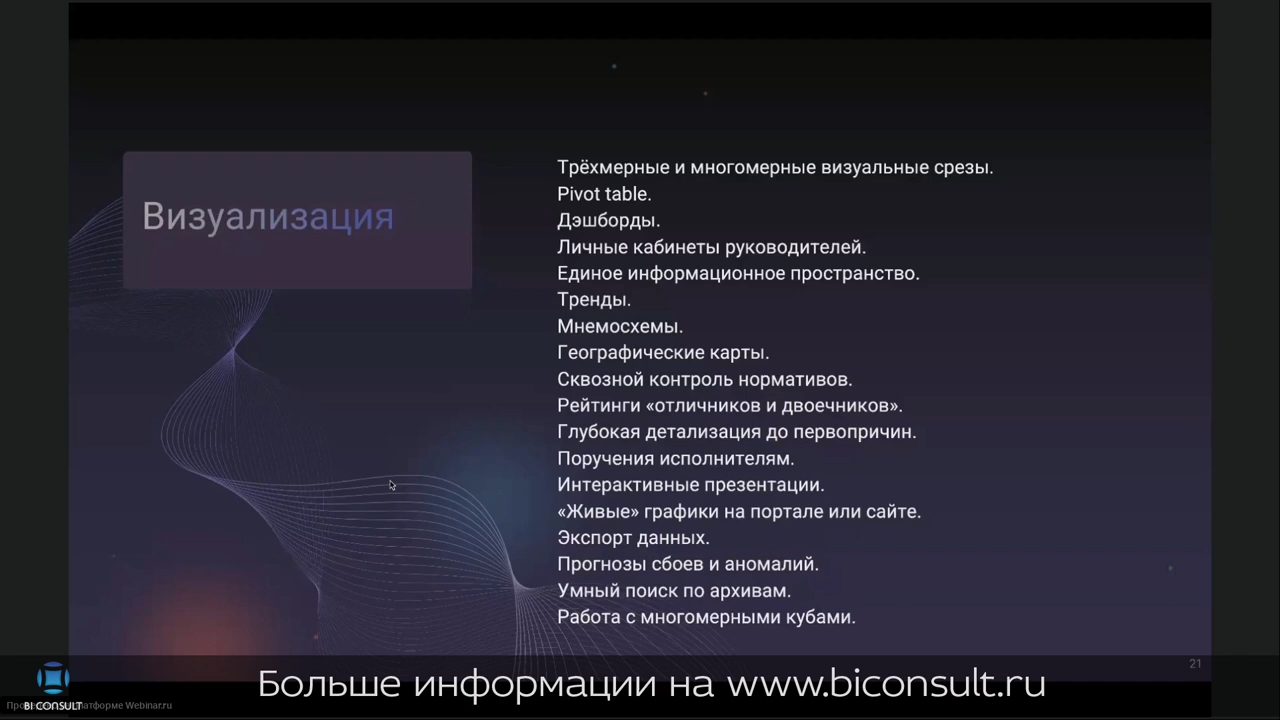 Визуализация
Трёхмерные и многомерные визуальные срезы.
Pivot table.
Дэшборды.
Личные кабинеты руководителей.
Единое информационное пространство.
Тренды.
Мнемосхемы.
Географические карты.
Сквозной контроль нормативов.
Рейтинги «отличников и двоечников».
Глубокая детализация до первопричин.
Поручения исполнителям.
Интерактивные презентации.
«Живые» графики на портале или сайте.
Экспорт данных.
Прогнозы сбоев и аномалий.
Умный поиск по архивам.
Работа с многомерными кубами.
21
Больше информации на www.biconsult.ru
BI CONSULT
Webinar.ru